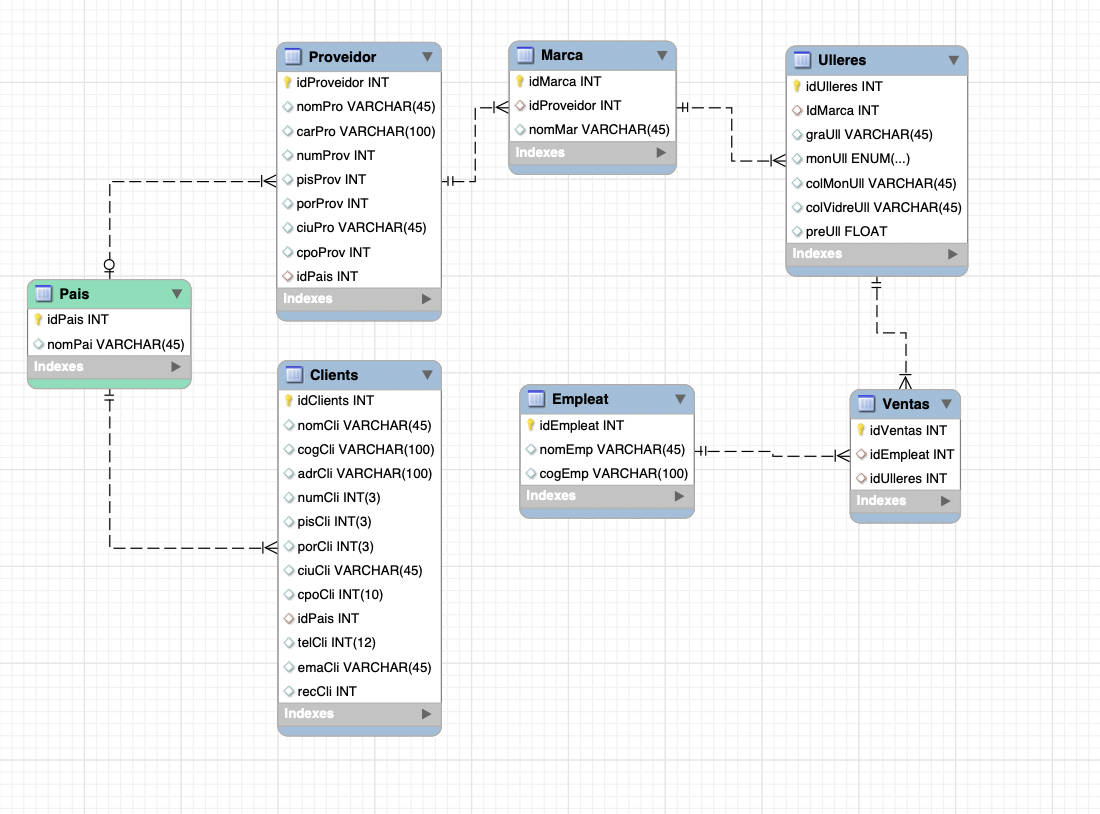 Proveidor
idProveidor INT
nomPro VARCHAR(45)
carPro VARCHAR(100)
numProv INT
pisProv INT
porProv INT
ciuPro VARCHAR(45)
cpoProv INT
idPais INT
Indexes
Marca
idMarca INT
idProveidor INT
nomMar VARCHAR(45)
Indexes
Ulleres
idUlleres INT
IdMarca INT
graUll VARCHAR(45)
monUll ENUM(...)
colMonUll VARCHAR(45)
colVidreUll VARCHAR(45)
preUll FLOAT
Indexes
Pais
idPais INT
nomPai VARCHAR(45)
Indexes
Clients
idClients INT
nomCli VARCHAR(45)
cogCli VARCHAR(100)
adrCli VARCHAR(100)
numCli INT(3)
pisCli INT(3)
porCli INT(3)
ciuCli VARCHAR(45)
cpoCli INT(10)
idPais INT
telCli INT(12)
emaCli VARCHAR(45)
recCli INT
Indexes
Empleat
idEmpleat INT
nomEmp VARCHAR(45)
cogEmp VARCHAR(100)
Indexes
Ventas
idVentas INT
idEmpleat INT
idUlleres INT
Indexes